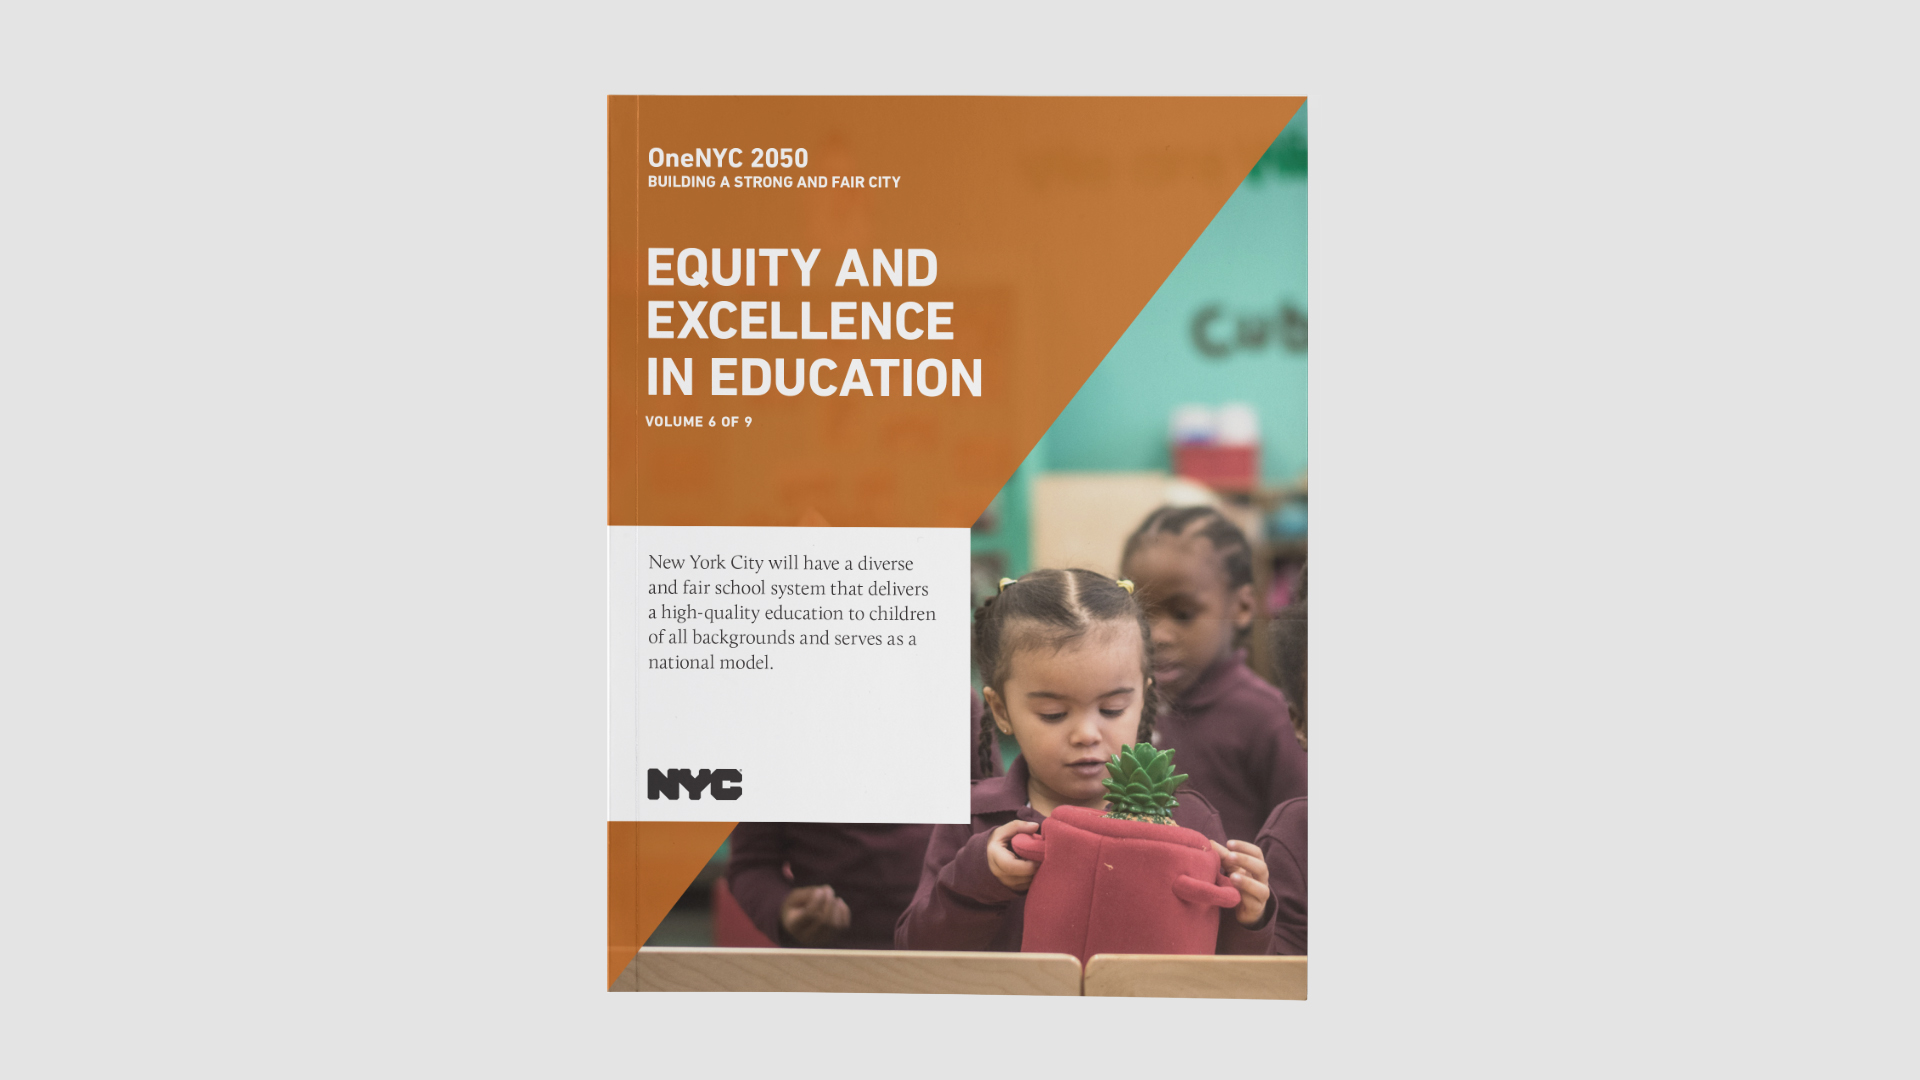 OneNYC 2050
BUILDING A STRONG AND FAIR CITY
EQUITY AND
EXCELLENCE
IN EDUCATION
VOLUME 6 OF 9
New York City will have a diverse
and fair school system that delivers
a high-quality education to children
of all backgrounds and serves as a
national model.
NYC